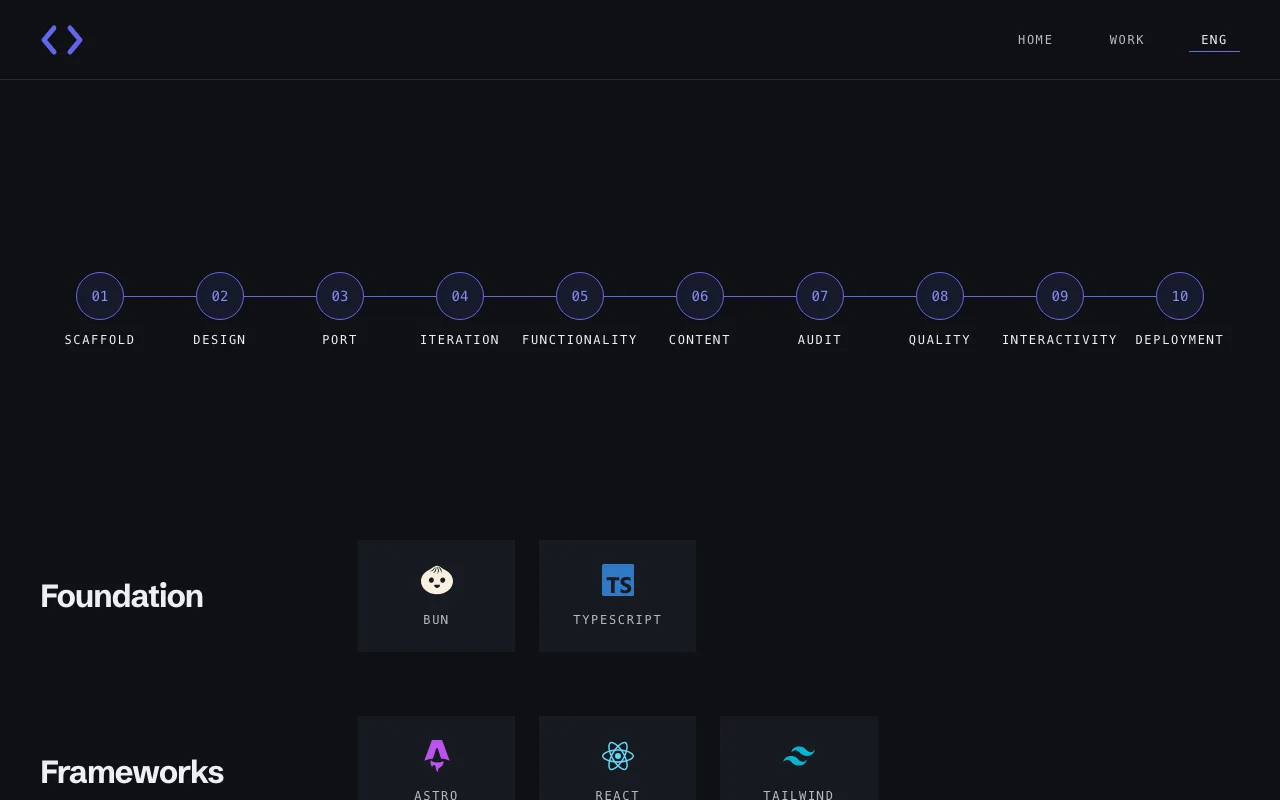 HOME WORK ENG
01 02 03 04 05 06 07 08 09 10
SCAFFOLD DESIGN PORT ITERATION FUNCTIONALITY CONTENT AUDIT QUALITY INTERACTIVITY DEPLOYMENT
Foundation
TS
BUN TYPESCRIPT
Frameworks
ASTRO REACT TAILWIND